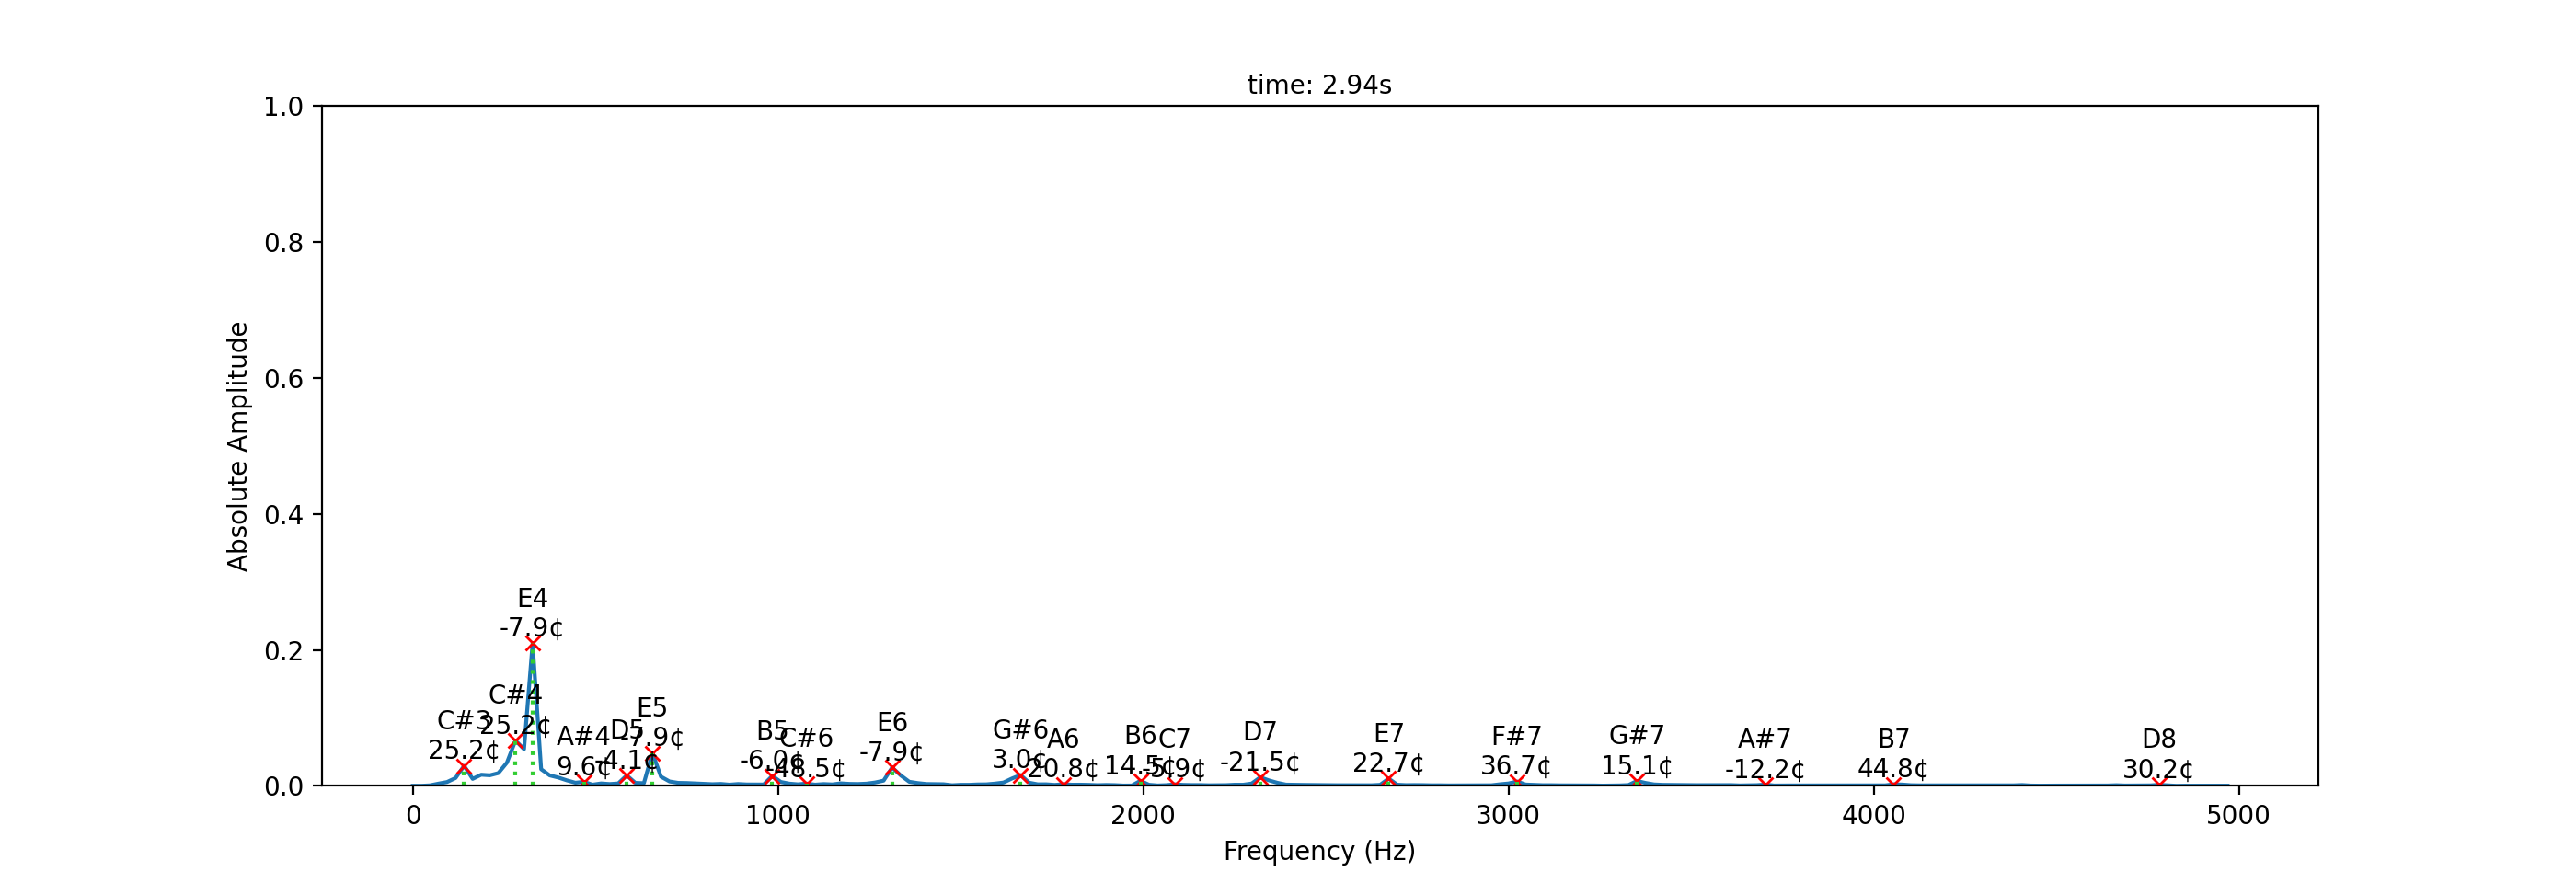 time: 2.94s
Absolute Amplitude
1.0
0.8
0.6
0.4
0.2
0.0
E4
-7.9¢
C#3
25.2¢
C#4
25.2¢
A#4
9.6¢
D5
-4.1¢
E5
-7.9¢
B5
-6.0¢
C#6
-48.5¢
E6
-7.9¢
G#6
3.0¢
A6
20.8¢
B6
14.5¢
C7
-5.9¢
D7
-21.5¢
E7
22.7¢
F#7
36.7¢
G#7
15.1¢
A#7
-12.2¢
B7
44.8¢
D8
30.2¢
0
1000
2000
3000
4000
5000
Frequency (Hz)